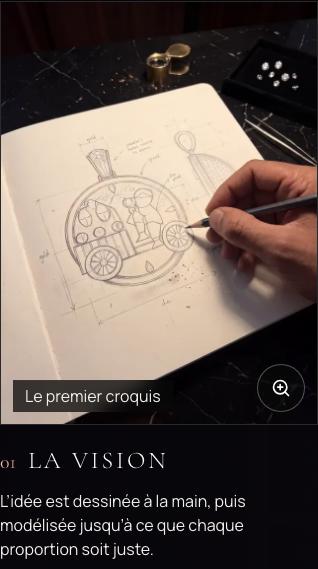 gold
Le premier croquis
01 LA VISION
L’idée est dessinée à la main, puis
modélisée jusqu’à ce que chaque
proportion soit juste.